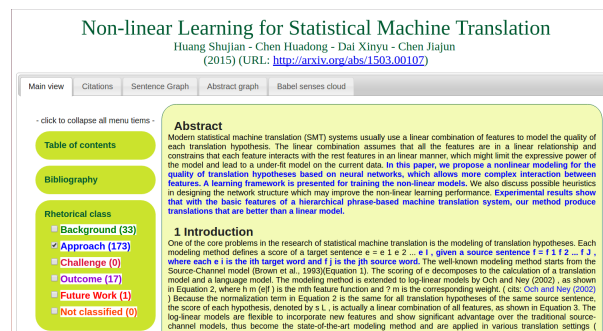 Non-linear Learning for Statistical Machine Translation
Huang Shujian - Chen Huadong - Dai Xinyu - Chen Jiajun
(2015) (URL: http://arxiv.org/abs/1503.00107)
Main view Citations Sentence Graph Abstract graph Babel senses cloud
- click to collapse all menu tiems -
Table of contents
Bibliography
Rhetorical class
Background (33)
Approach (173)
Challenge (0)
Outcome (17)
Future Work (1)
Not classified (0)
Abstract
Modern statistical machine translation (SMT) systems usually use a linear combination of features to model the quality of
each translation hypothesis. The linear combination assumes that all the features are in a linear relationship and
constrains that each feature interacts with the rest features in an linear manner, which might limit the expressive power of
the model and lead to a under-fit model on the current data. In this paper, we propose a nonlinear modeling for the
quality of translation hypotheses based on neural networks, which allows more complex interaction between
features. A learning framework is presented for training the non-linear models. We also discuss possible heuristics
in designing the network structure which may improve the non-linear learning performance. Experimental results show
that with the basic features of a hierarchical phrase-based machine translation system, our method produce
translations that are better than a linear model.
1 Introduction
One of the core problems in the research of statistical machine translation is the modeling of translation hypotheses. Each
modeling method defines a score of a target sentence e = e 1 e 2 ... e I , given a source sentence f = f 1 f 2 ... f J ,
where each e i is the ith target word and f j is the jth source word. The well-known modeling method starts from the
Source-Channel model (Brown et al., 1993)(Equation 1). The scoring of e decomposes to the calculation of a translation
model and a language model. The modeling method is extended to log-linear models by Och and Ney (2002) , as shown
in Equation 2, where h m (e|f ) is the mth feature function and ? m is the corresponding weight. ( cits: Och and Ney (2002)
) Because the normalization term in Equation 2 is the same for all translation hypotheses of the same source sentence,
the score of each hypothesis, denoted by s L , is actually a linear combination of all features, as shown in Equation 3. The
log-linear models are flexible to incorporate new features and show significant advantage over the traditional source-
channel models, thus become the state-of-the-art modeling method and are applied in various translation settings (